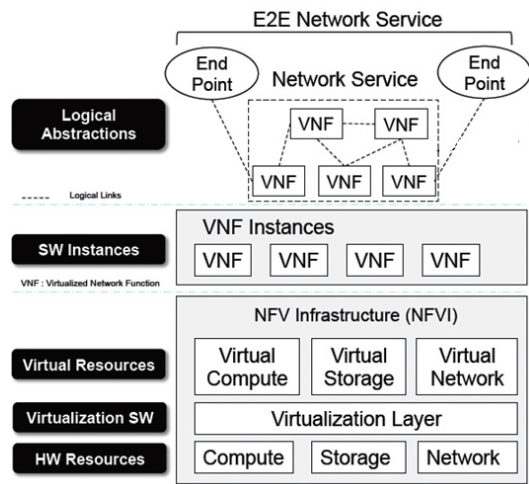 E2E Network Service
End
Point
Network Service
End
Point
Logical
Abstractions
VNF
VNF
VNF
VNF
VNF
Logical Links
VNF Instances
SW Instances
VNF
VNF
VNF
VNF
VNF : Virtualized Network Function
NFV Infrastructure (NFVI)
Virtual Resources
Virtual
Compute
Virtual
Storage
Virtual
Network
Virtualization SW
Virtualization Layer
HW Resources
Compute
Storage
Network